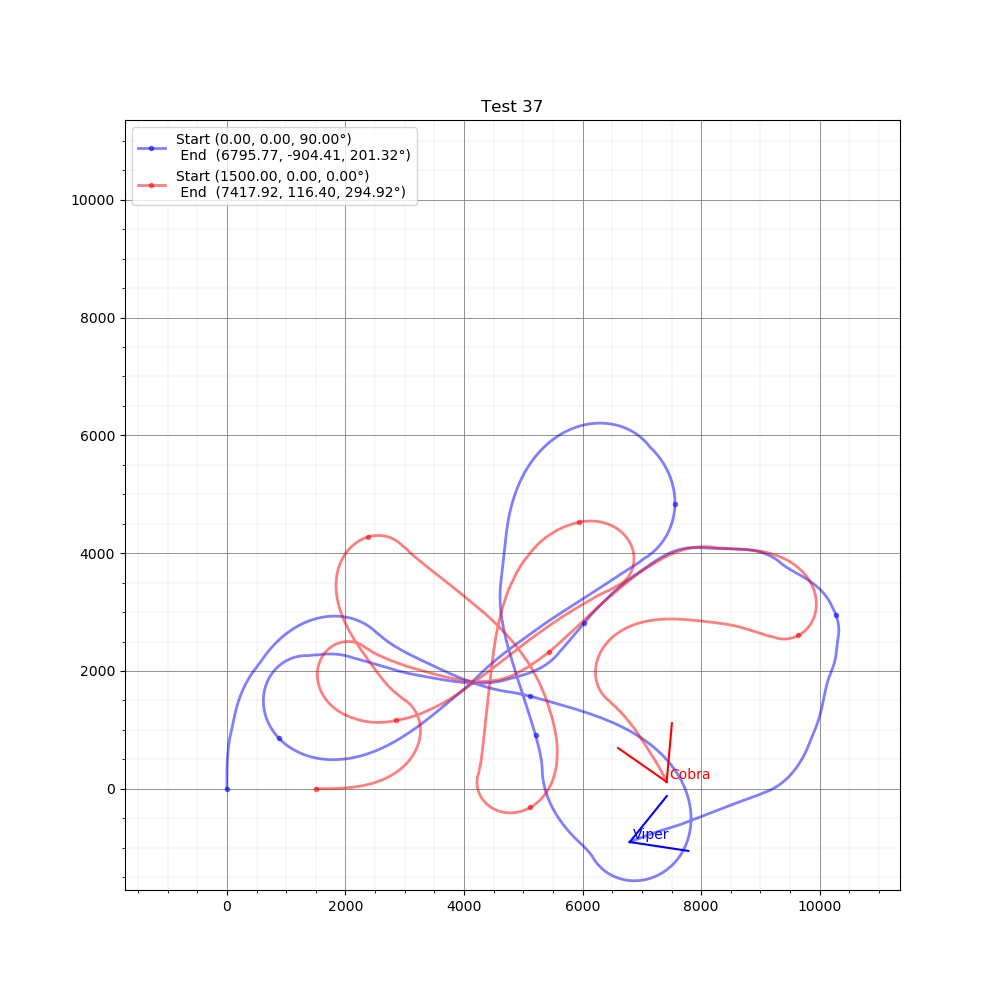 Test 37
Start (0.00, 0.00, 90.00°)
End  (6795.77, -904.41, 201.32°)
Start (1500.00, 0.00, 0.00°)
End  (7417.92, 116.40, 294.92°)
10000
8000
6000
4000
2000
0
Cobra
Viper
0 2000 4000 6000 8000 10000